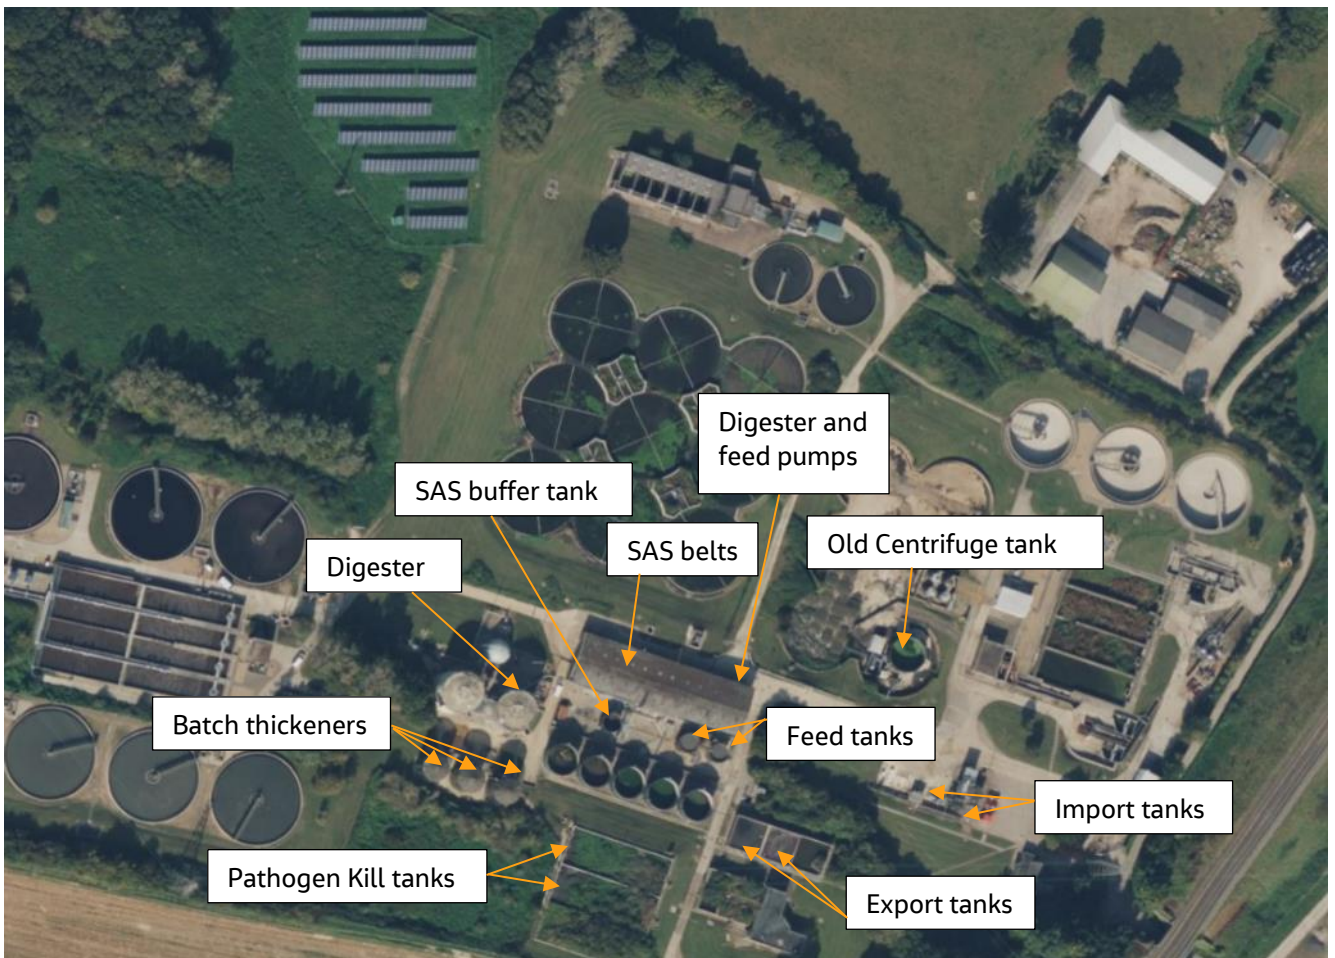 Digester and
feed pumps
SAS buffer tank
SAS belts
Old Centrifuge tank
Digester
Batch thickeners
Feed tanks
Import tanks
Pathogen Kill tanks
Export tanks